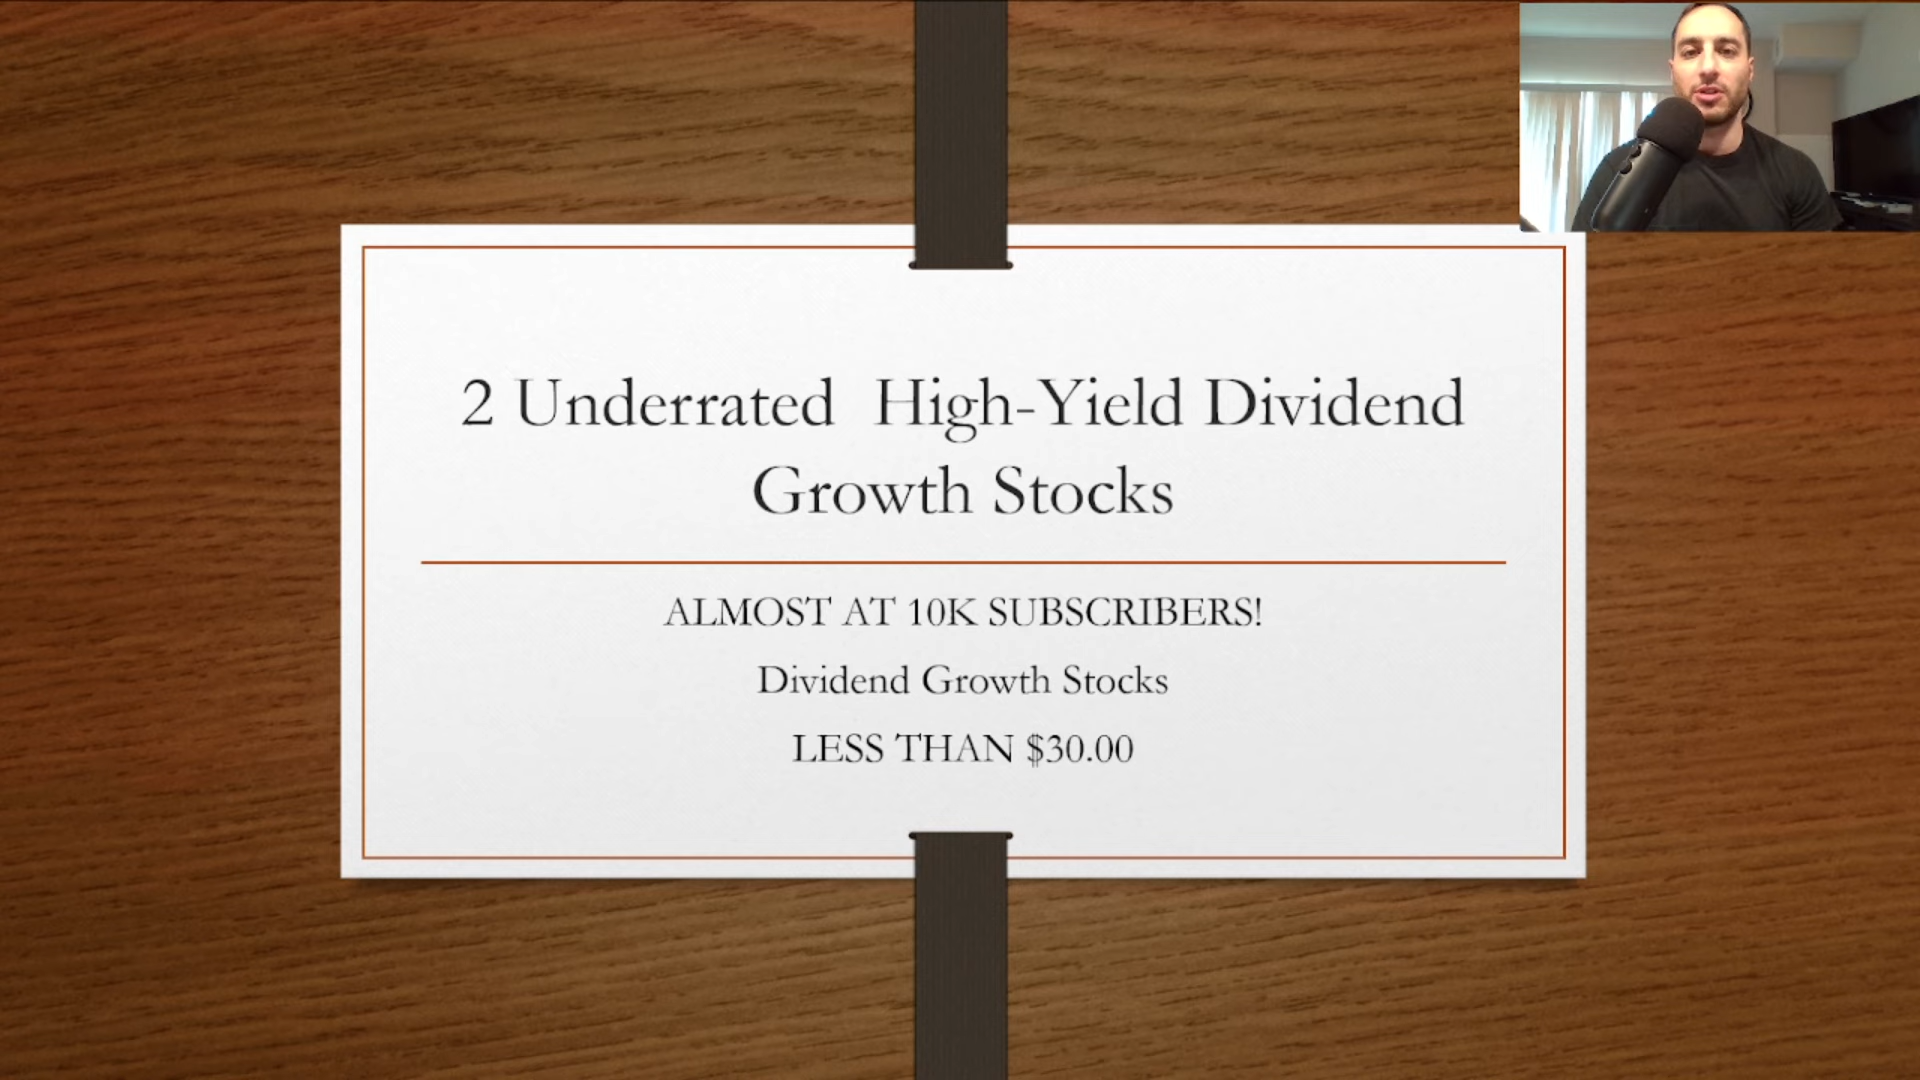 2 Underrated  High-Yield Dividend
Growth Stocks
ALMOST AT 10K SUBSCRIBERS!
Dividend Growth Stocks
LESS THAN $30.00